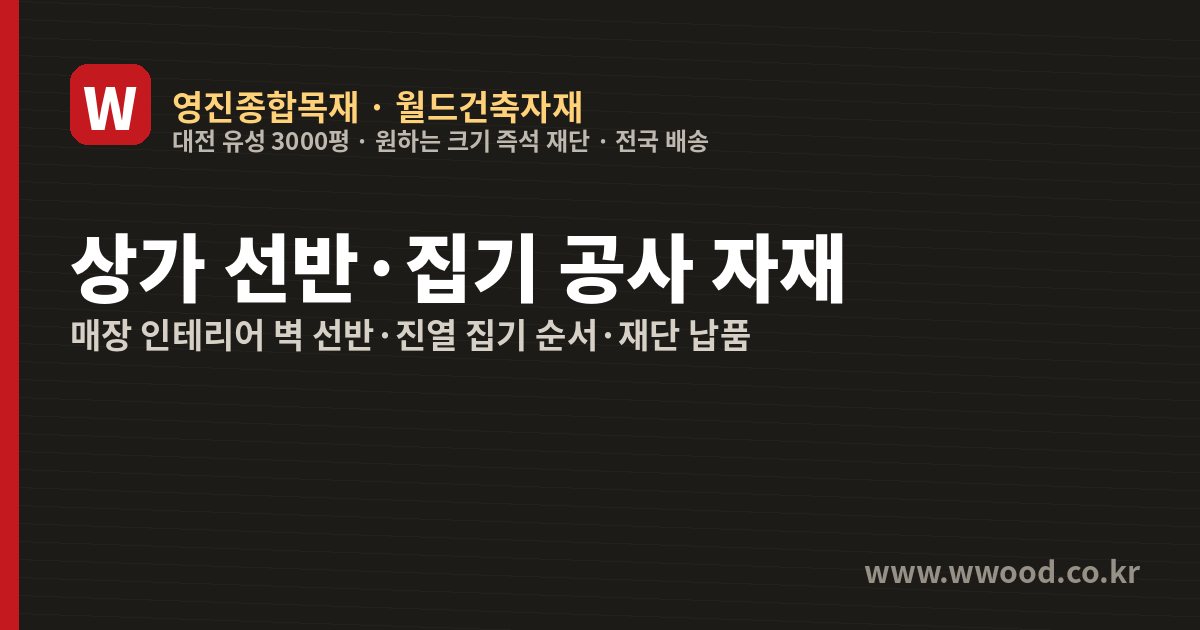 W
영진종합목재 · 월드건축자재
대전 유성 3000평 · 원하는 크기 즉석 재단 · 전국 배송
상가 선반·집기 공사 자재
매장 인테리어 벽 선반·진열 집기 순서·재단 납품
www.wwood.co.kr